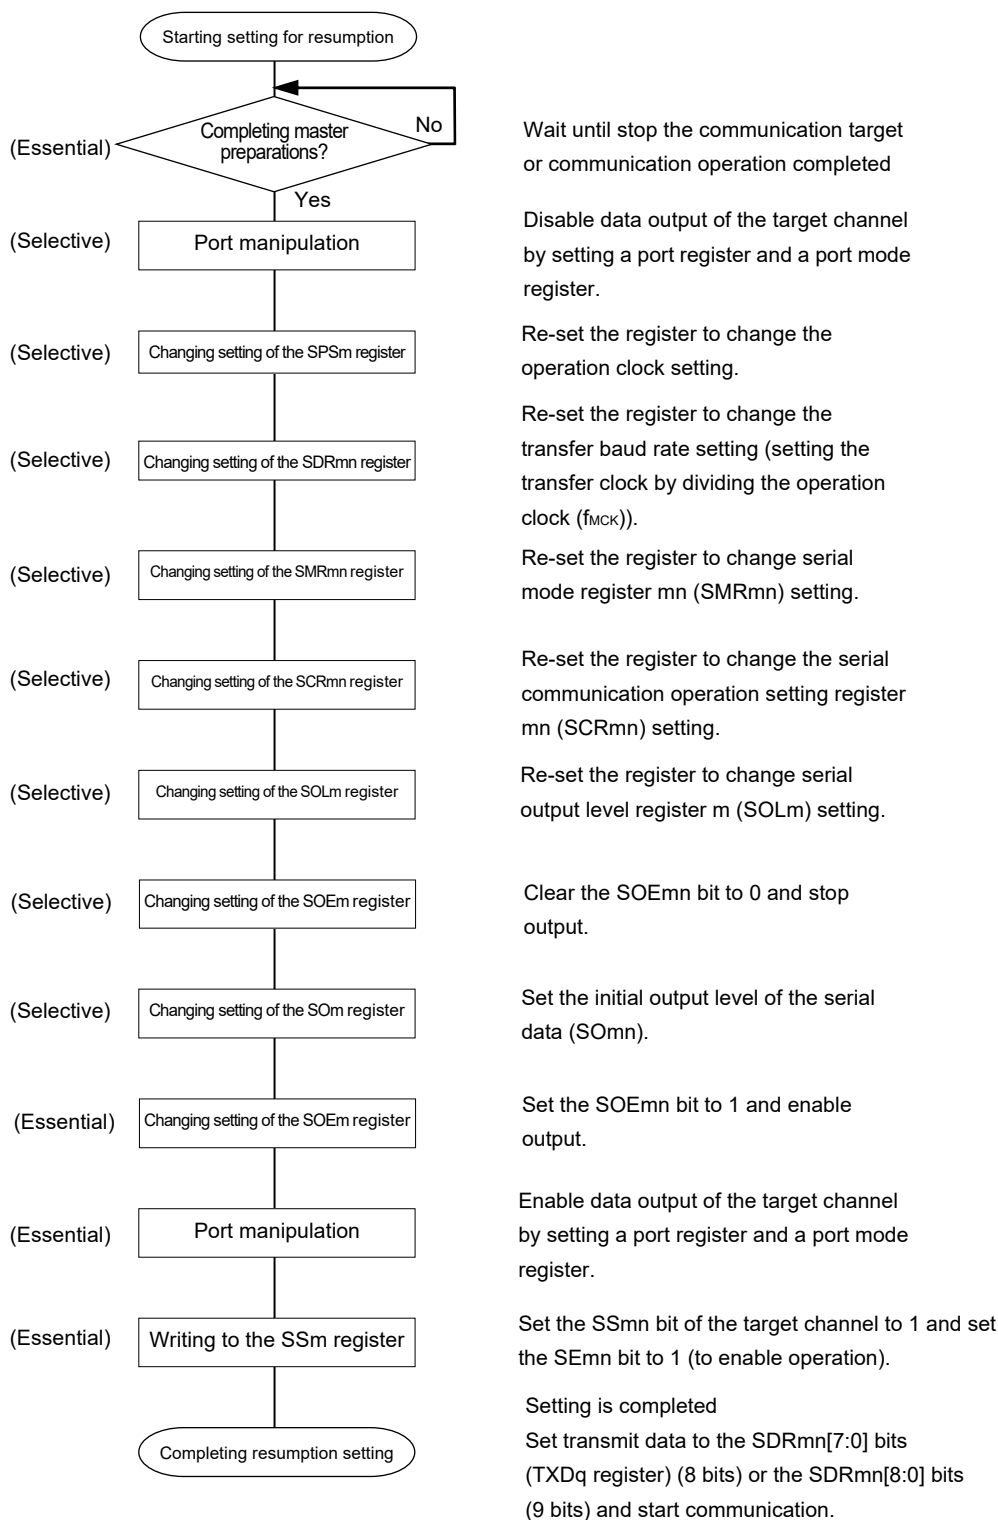 Starting setting for resumption
(Essential)
Completing master
preparations?
No
Yes
Wait until stop the communication target
or communication operation completed
(Selective)
Port manipulation
Disable data output of the target channel
by setting a port register and a port mode
register.
(Selective)
Changing setting of the SPSm register
Re-set the register to change the
operation clock setting.
(Selective)
Changing setting of the SDRmn register
Re-set the register to change the
transfer baud rate setting (setting the
transfer clock by dividing the operation
clock (fMCK)).
(Selective)
Changing setting of the SMRmn register
Re-set the register to change serial
mode register mn (SMRmn) setting.
(Selective)
Changing setting of the SCRmn register
Re-set the register to change the serial
communication operation setting register
mn (SCRmn) setting.
(Selective)
Changing setting of the SOLm register
Re-set the register to change serial
output level register m (SOLm) setting.
(Selective)
Changing setting of the SOEm register
Clear the SOEmn bit to 0 and stop
output.
(Selective)
Changing setting of the SOm register
Set the initial output level of the serial
data (SOmn).
(Essential)
Changing setting of the SOEm register
Set the SOEmn bit to 1 and enable
output.
(Essential)
Port manipulation
Enable data output of the target channel
by setting a port register and a port mode
register.
(Essential)
Writing to the SSm register
Set the SSmn bit of the target channel to 1 and set
the SEmn bit to 1 (to enable operation).
Completing resumption setting
Setting is completed
Set transmit data to the SDRmn[7:0] bits
(TXDq register) (8 bits) or the SDRmn[8:0] bits
(9 bits) and start communication.